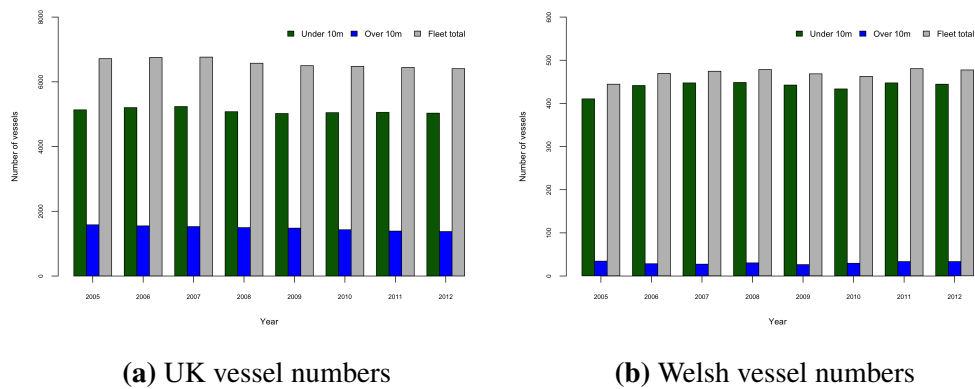 Under 10m Over 10m Fleet total
Number of vessels
8000
6000
4000
2000
0
2005 2006 2007 2008 2009 2010 2011 2012
Year
(a) UK vessel numbers
Under 10m Over 10m Fleet total
Number of vessels
600
500
400
300
200
100
0
2005 2006 2007 2008 2009 2010 2011 2012
Year
(b) Welsh vessel numbers